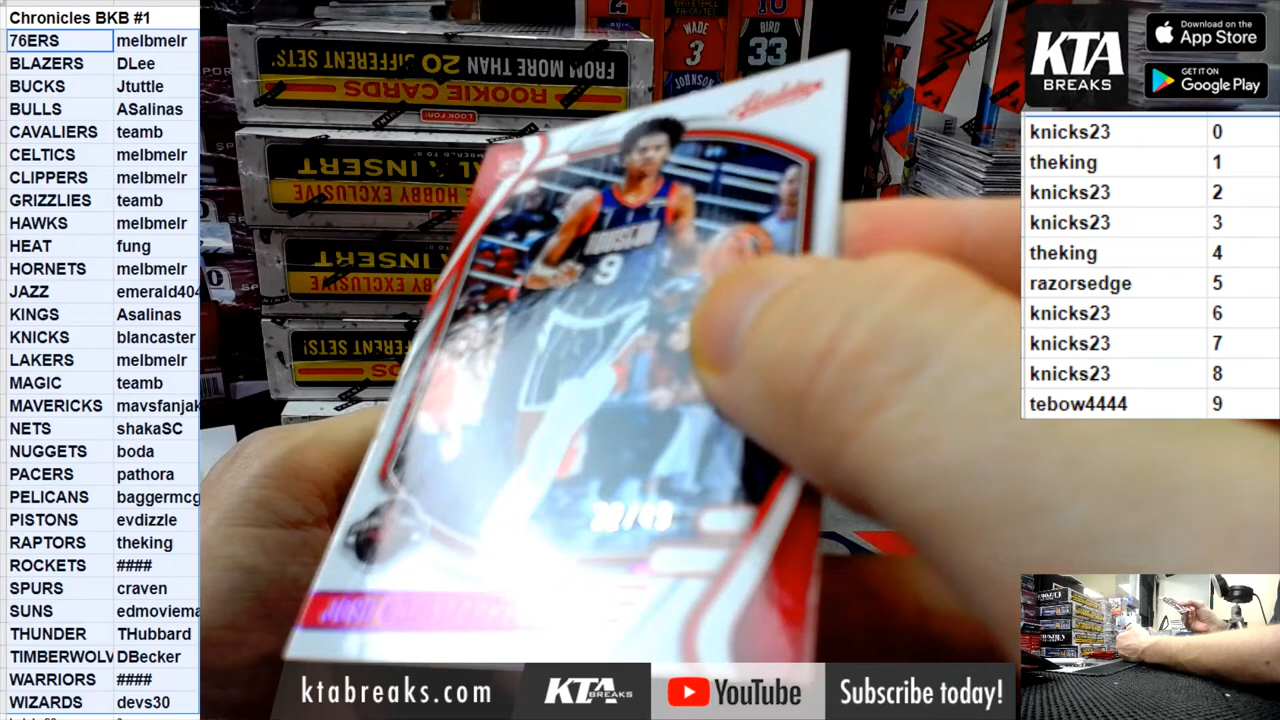 Chronicles BKB #1
76ERS melbmelr
BLAZERS DLee
BUCKS Jtuttle
BULLS ASalinas
CAVALIERS teamb
CELTICS melbmelr
CLIPPERS melbmelr
GRIZZLIES teamb
HAWKS melbmelr
HEAT fung
HORNETS melbmelr
JAZZ emerald404
KINGS Asalinas
KNICKS blancaster
LAKERS melbmelr
MAGIC teamb
MAVERICKS mavsfanjak
NETS shakaSC
NUGGETS boda
PACERS pathora
PELICANS baggermcg
PISTONS evdizzle
RAPTORS theking
ROCKETS ####
SPURS craven
SUNS edmoviema
THUNDER THubbard
TIMBERWOLV DBecker
WARRIORS ####
WIZARDS devs30
FROM MORE THAN 20 DIFFERENT SETS
ROOKIE CARDS
LOOK FOR!
INSERT
HOBBY EXCLUSIVE
INSERT
EXCLUSIVE
SETS!
WADE
3
BIRD
33
JOHNSON
HOUSTON
9
KTA
BREAKS
Download on the
App Store
GET IT ON
Google Play
knicks23 0
theking 1
knicks23 2
knicks23 3
theking 4
razorsedge 5
knicks23 6
knicks23 7
knicks23 8
tebow4444 9
ktabreaks.com
KTA
BREAKS
YouTube
Subscribe today!